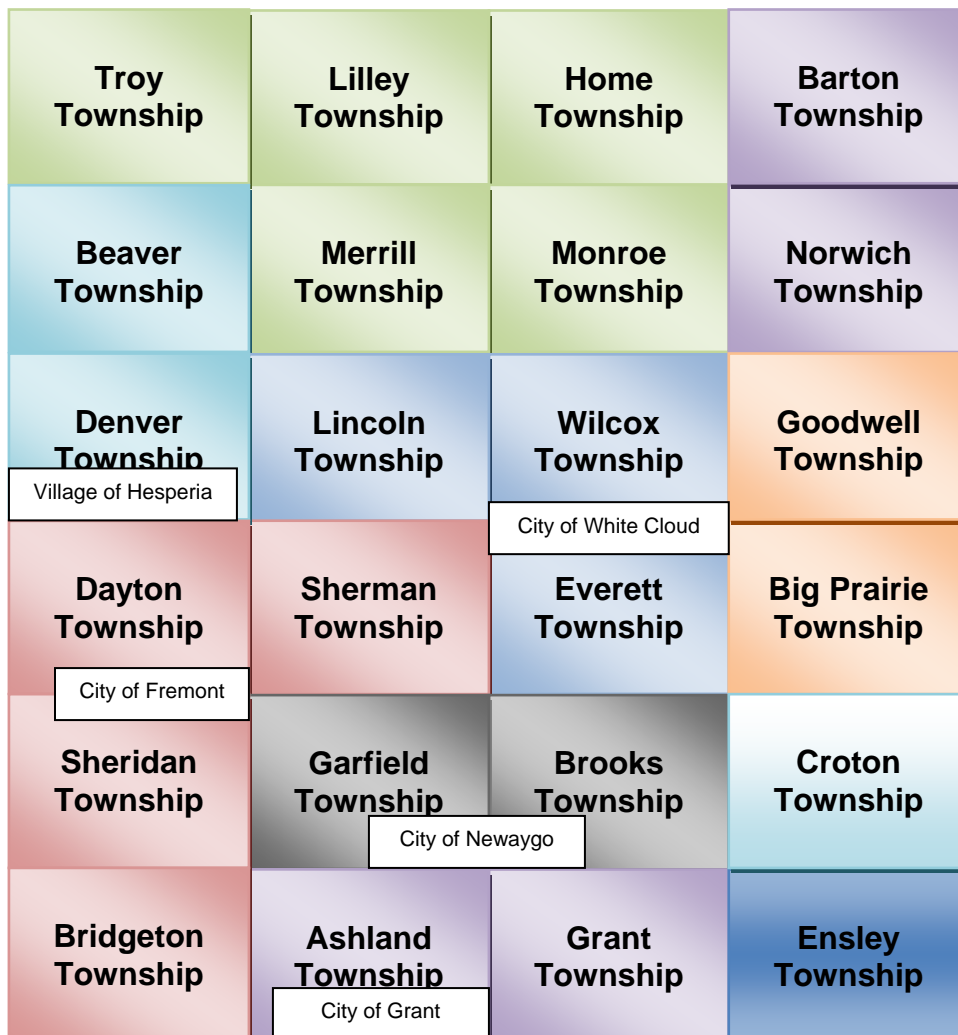 Troy
Township
Lilley
Township
Home
Township
Barton
Township
Beaver
Township
Merrill
Township
Monroe
Township
Norwich
Township
Denver
Township
Village of Hesperia
Lincoln
Township
Wilcox
Township
City of White Cloud
Goodwell
Township
Dayton
Township
City of Fremont
Sherman
Township
Everett
Township
Big Prairie
Township
Sheridan
Township
Garfield
Township
Brooks
Township
City of Newaygo
Croton
Township
Bridgeton
Township
Ashland
Township
City of Grant
Grant
Township
Ensley
Township